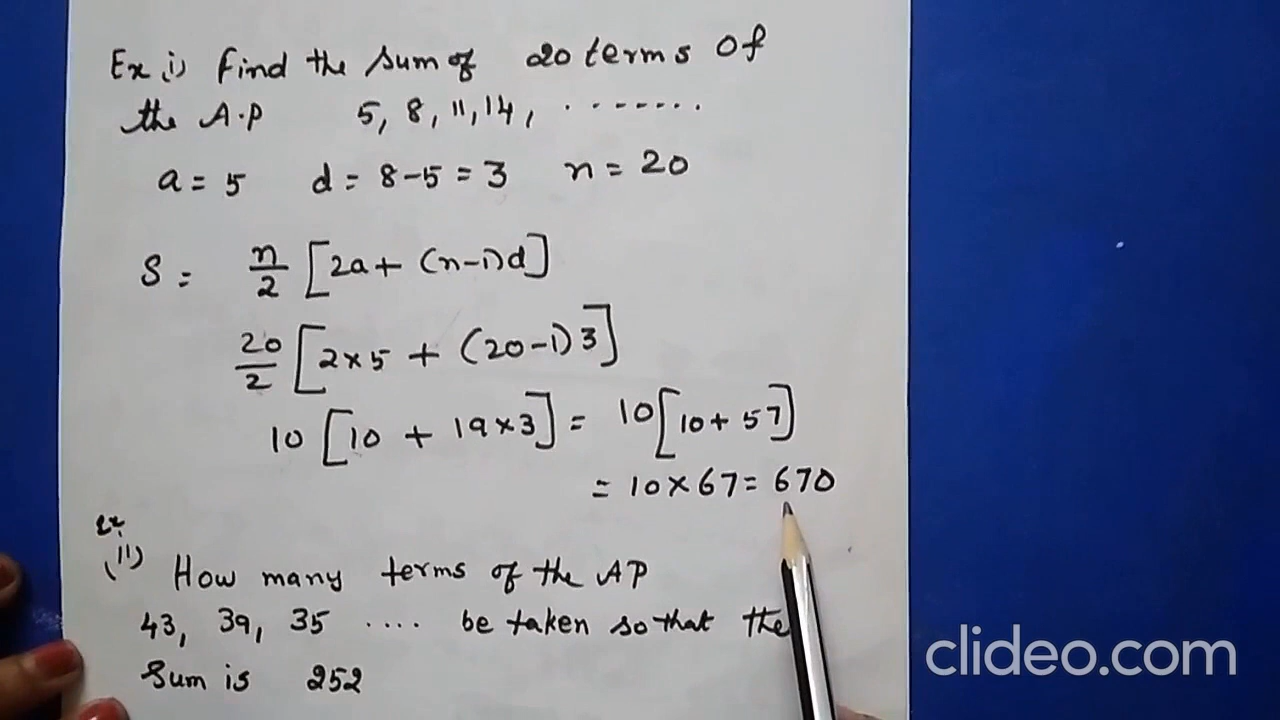 Ex i) Find the sum of 20 terms of
the A.P 5, 8, 11, 14, ........
a = 5 d = 8-5 = 3 n = 20
S = n/2 [2a + (n-1)d]
20/2 [2×5 + (20-1)3]
10 [10 + 19×3] = 10 [10 + 57]
= 10×67 = 670
Ex
(ii) How many terms of the AP
43, 39, 35 .... be taken so that the
Sum is 252
clideo.com